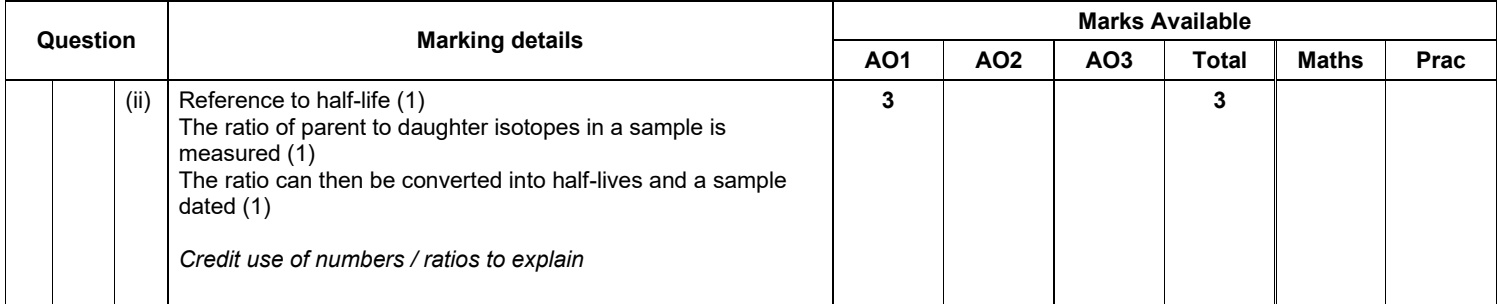 Question Marking details Marks Available
AO1 AO2 AO3 Total Maths Prac
(ii) Reference to half-life (1) 3 3
The ratio of parent to daughter isotopes in a sample is
measured (1)
The ratio can then be converted into half-lives and a sample
dated (1)
Credit use of numbers / ratios to explain